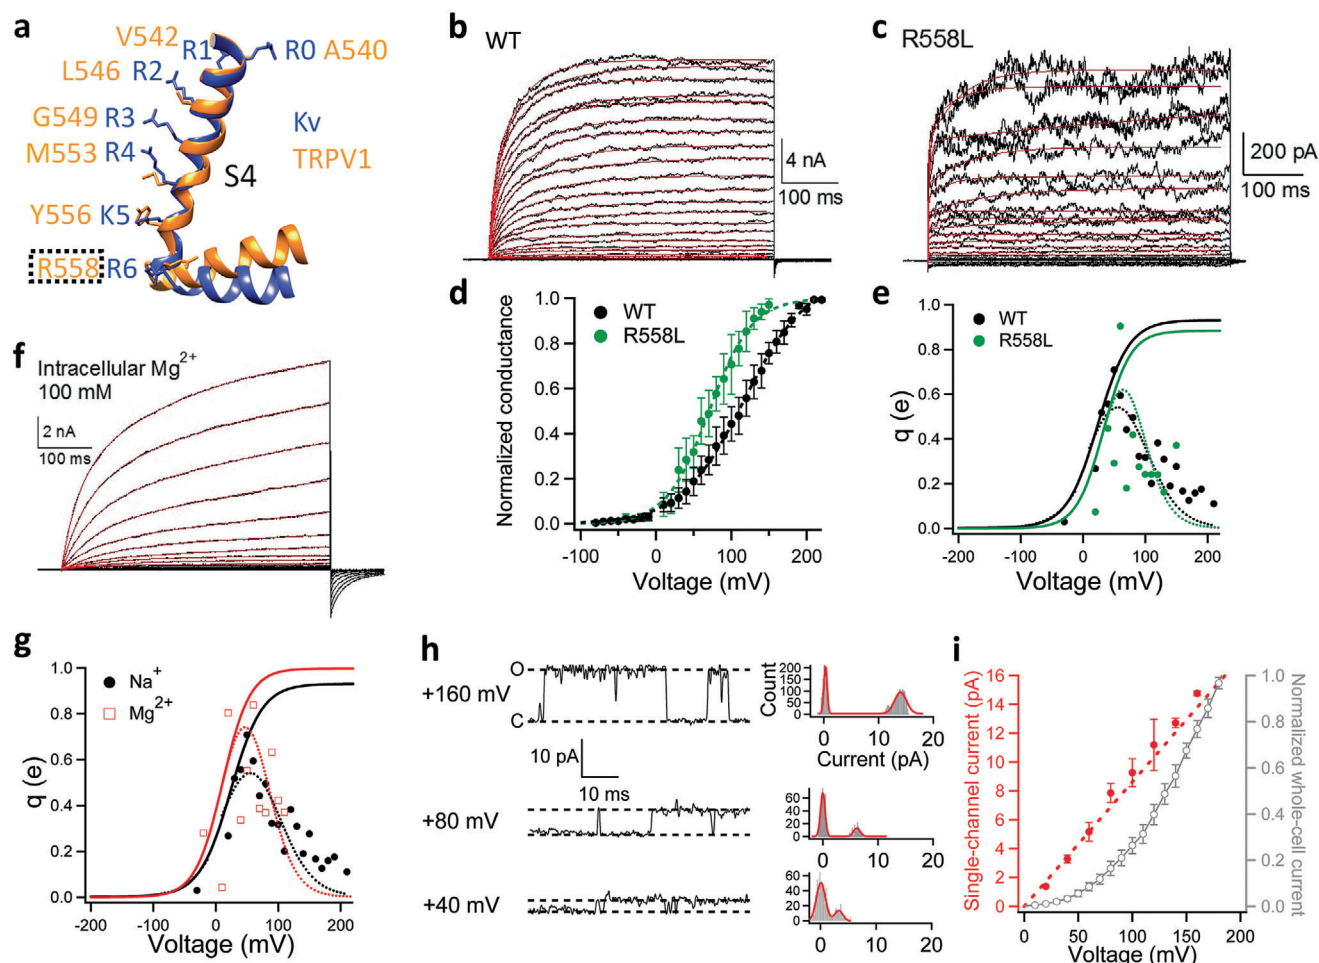 a
V542 R1 R0 A540
L546 R2
G549 R3
M553 R4
Kv
TRPV1
S4
Y556 K5
R558 R6
b
WT
4 nA
100 ms
c
R558L
200 pA
100 ms
d
WT
R558L
Normalized conductance
1.0
0.8
0.6
0.4
0.2
0.0
-100 0 100 200
Voltage (mV)
e
WT
R558L
q (e)
1.0
0.8
0.6
0.4
0.2
0.0
-200 -100 0 100 200
Voltage (mV)
f
Intracellular Mg2+
100 mM
2 nA
100 ms
g
Na+
Mg2+
q (e)
1.0
0.8
0.6
0.4
0.2
0.0
-200 -100 0 100 200
Voltage (mV)
h
O
+160 mV
C
10 pA
10 ms
+80 mV
+40 mV
Count
200
150
100
50
0
0 10 20
Current (pA)
60
40
20
0
0 10 20
60
40
20
0
0 10 20
i
Single-channel current (pA)
16
14
12
10
8
6
4
2
0
0 50 100 150 200
Voltage (mV)
1.0
0.8
0.6
0.4
0.2
0.0
Normalized whole-cell current